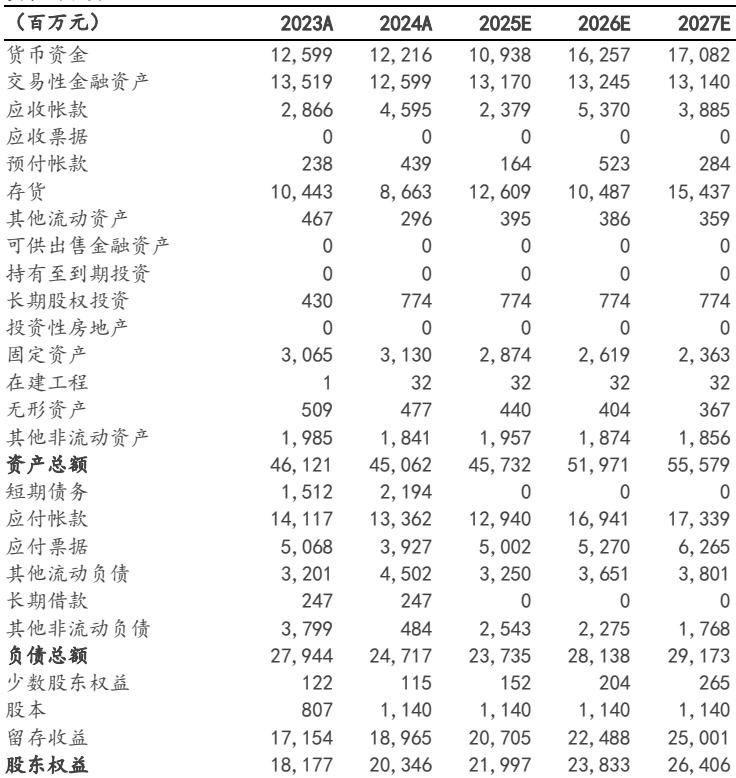 （百万元） 2023A 2024A 2025E 2026E 2027E
货币资金 12,599 12,216 10,938 16,257 17,082
交易性金融资产 13,519 12,599 13,170 13,245 13,140
应收帐款 2,866 4,595 2,379 5,370 3,885
应收票据 0 0 0 0 0
预付帐款 238 439 164 523 284
存货 10,443 8,663 12,609 10,487 15,437
其他流动资产 467 296 395 386 359
可供出售金融资产 0 0 0 0 0
持有至到期投资 0 0 0 0 0
长期股权投资 430 774 774 774 774
投资性房地产 0 0 0 0 0
固定资产 3,065 3,130 2,874 2,619 2,363
在建工程 1 32 32 32 32
无形资产 509 477 440 404 367
其他非流动资产 1,985 1,841 1,957 1,874 1,856
资产总额 46,121 45,062 45,732 51,971 55,579
短期债务 1,512 2,194 0 0 0
应付帐款 14,117 13,362 12,940 16,941 17,339
应付票据 5,068 3,927 5,002 5,270 6,265
其他流动负债 3,201 4,502 3,250 3,651 3,801
长期借款 247 247 0 0 0
其他非流动负债 3,799 484 2,543 2,275 1,768
负债总额 27,944 24,717 23,735 28,138 29,173
少数股东权益 122 115 152 204 265
股本 807 1,140 1,140 1,140 1,140
留存收益 17,154 18,965 20,705 22,488 25,001
股东权益 18,177 20,346 21,997 23,833 26,406